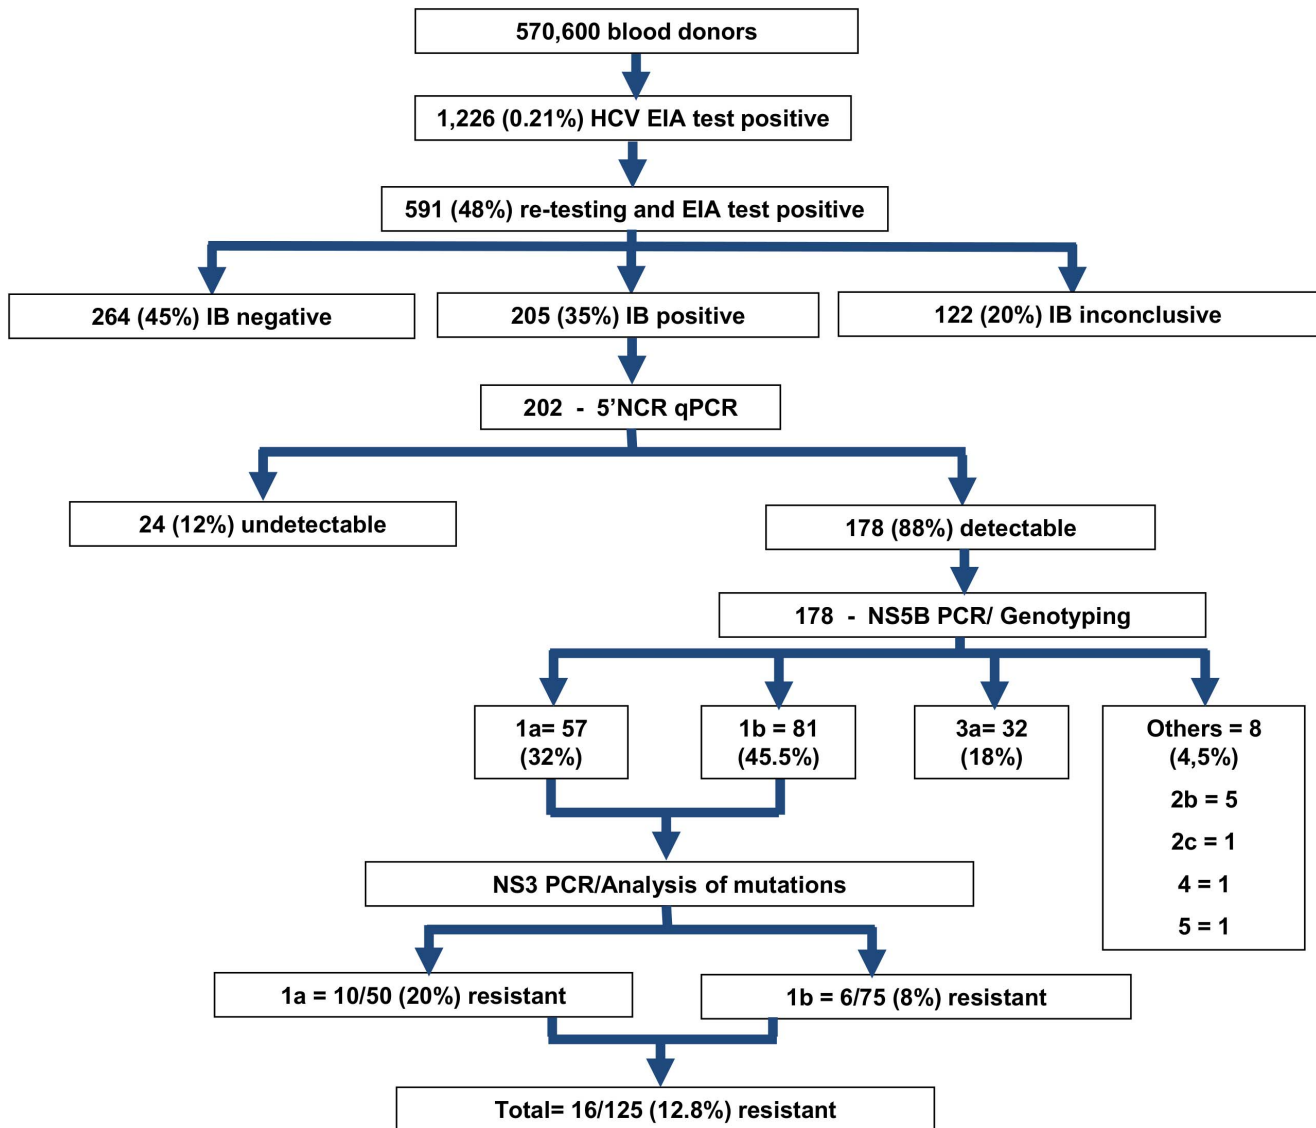 570,600 blood donors
1,226 (0.21%) HCV EIA test positive
591 (48%) re-testing and EIA test positive
264 (45%) IB negative
205 (35%) IB positive
122 (20%) IB inconclusive
202 - 5’NCR qPCR
24 (12%) undetectable
178 (88%) detectable
178 - NS5B PCR/ Genotyping
1a= 57
(32%)
1b = 81
(45.5%)
3a= 32
(18%)
Others = 8
(4,5%)
2b = 5
2c = 1
4 = 1
5 = 1
NS3 PCR/Analysis of mutations
1a = 10/50 (20%) resistant
1b = 6/75 (8%) resistant
Total= 16/125 (12.8%) resistant